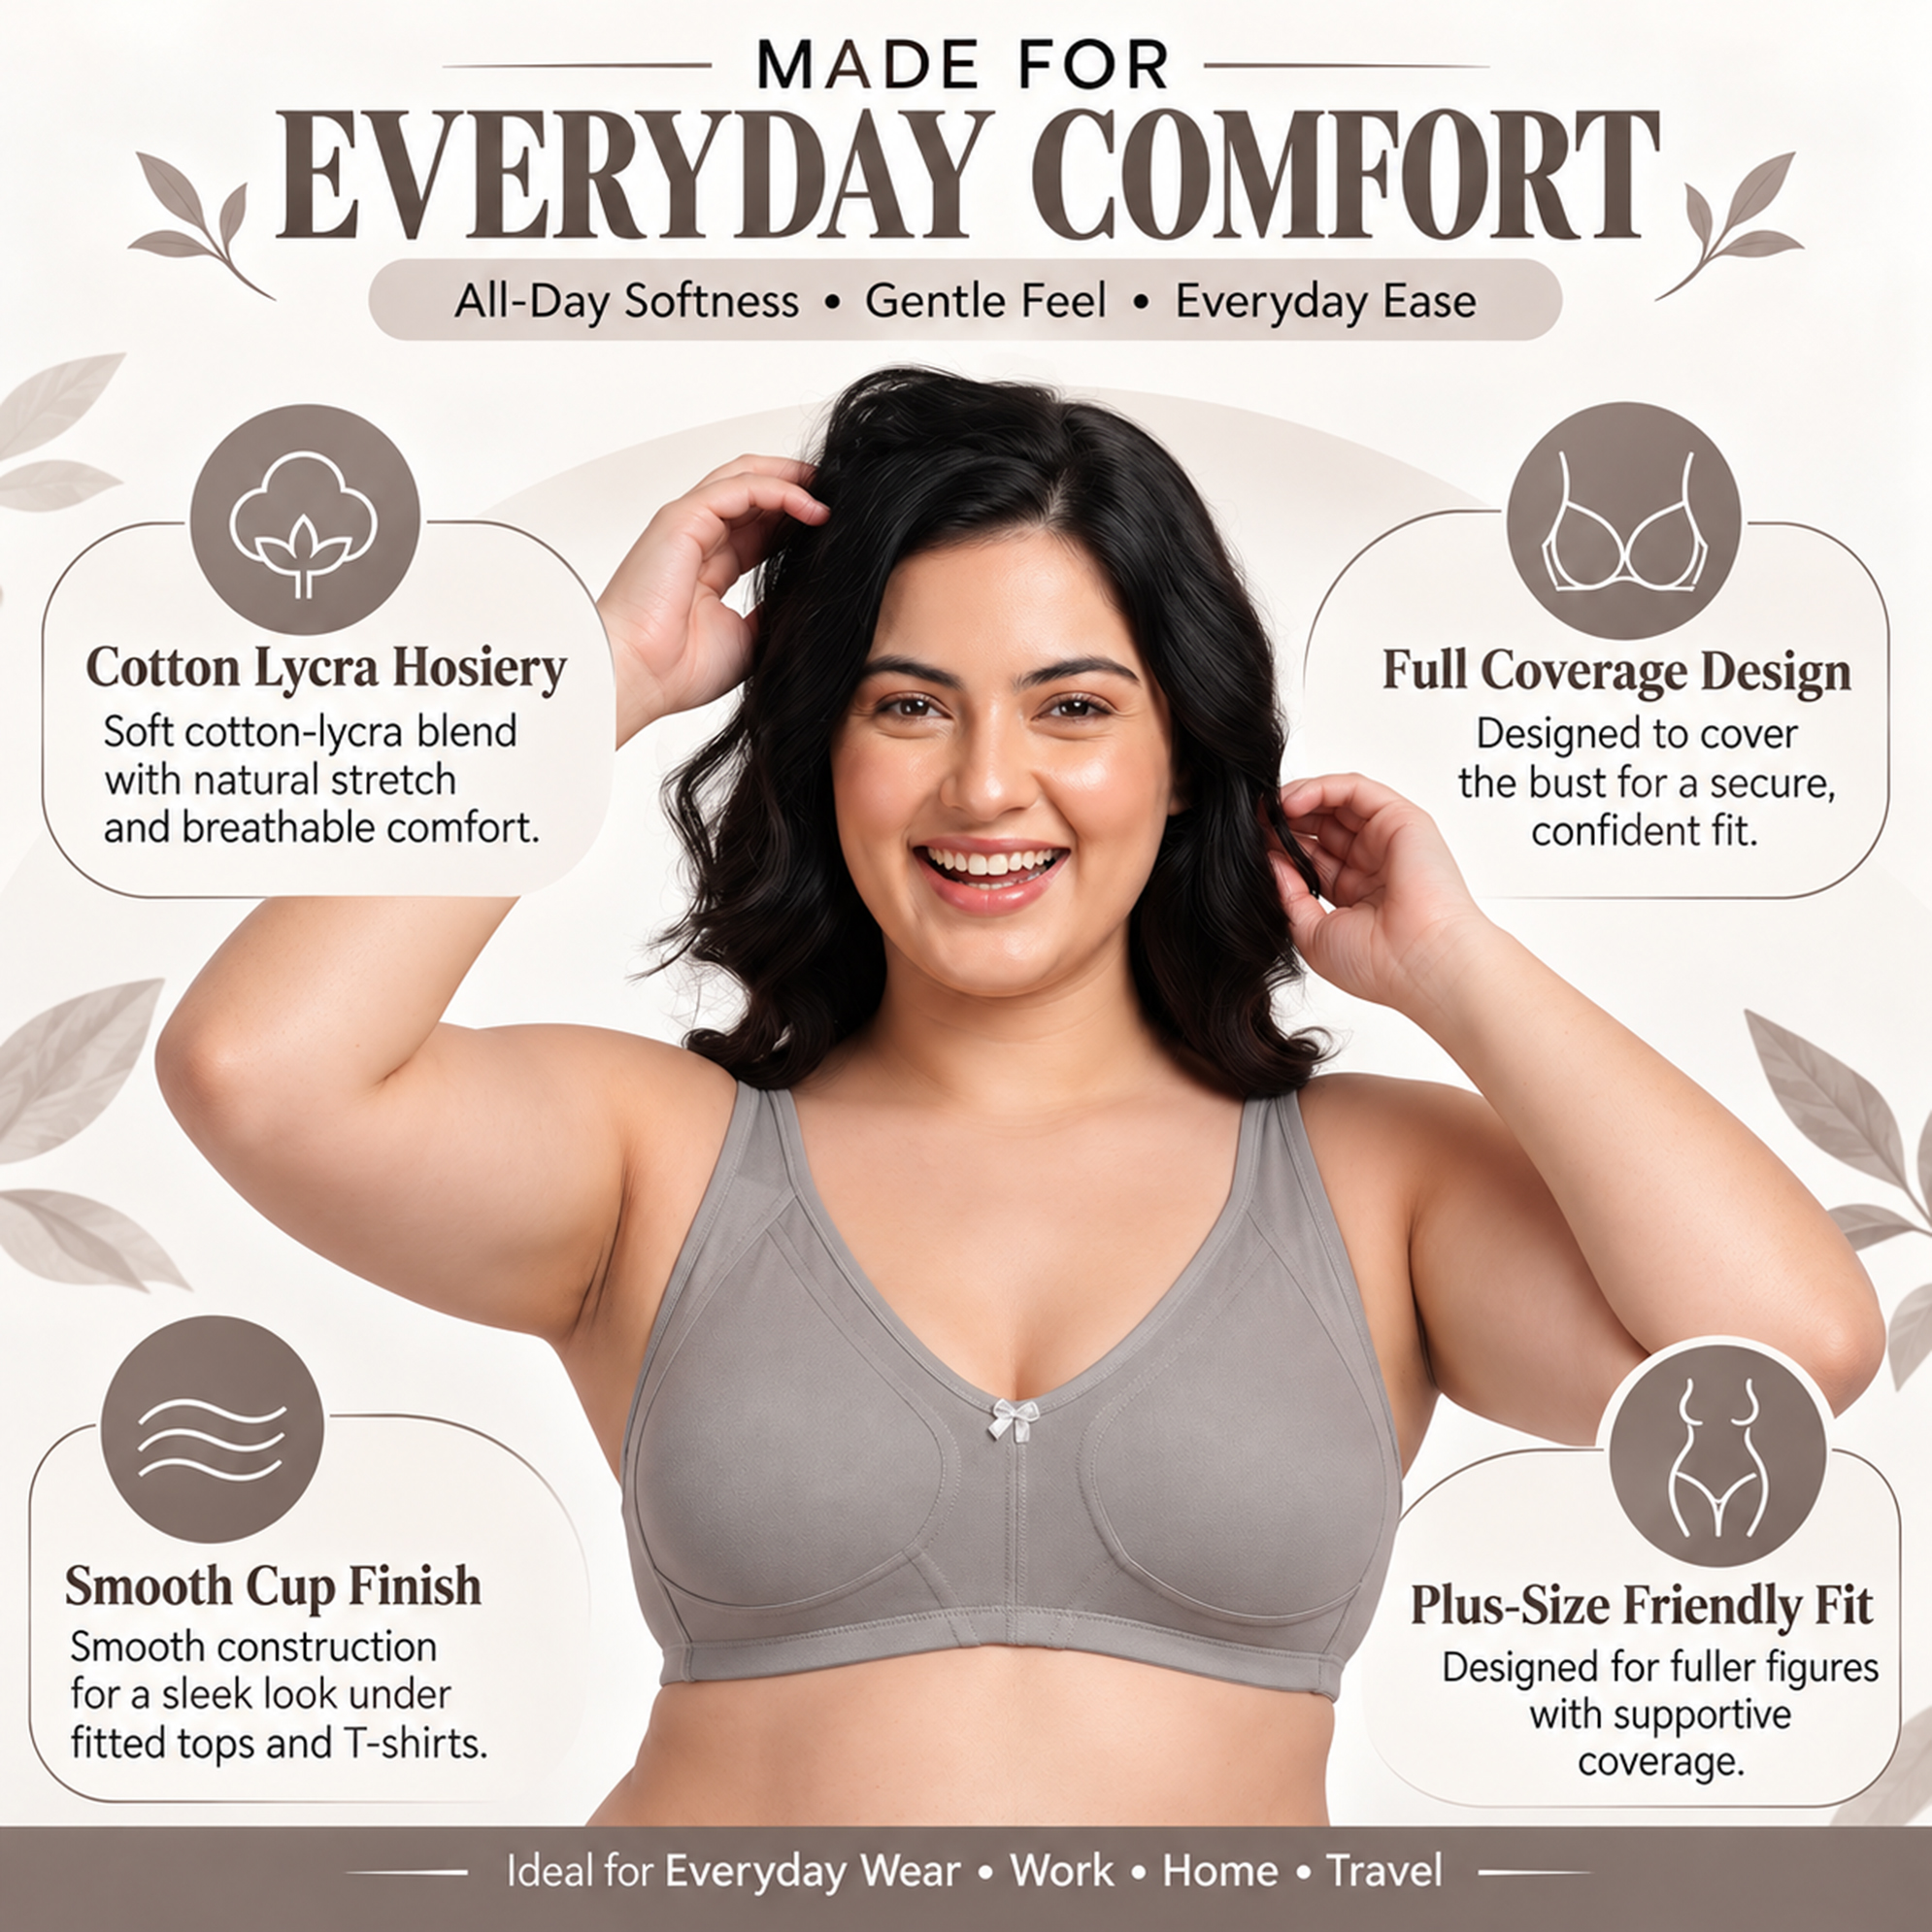 MADE FOR
EVERYDAY COMFORT
All-Day Softness • Gentle Feel • Everyday Ease
Cotton Lycra Hosiery
Soft cotton-lycra blend
with natural stretch
and breathable comfort.
Full Coverage Design
Designed to cover
the bust for a secure,
confident fit.
Smooth Cup Finish
Smooth construction
for a sleek look under
fitted tops and T-shirts.
Plus-Size Friendly Fit
Designed for fuller figures
with supportive
coverage.
Ideal for Everyday Wear • Work • Home • Travel